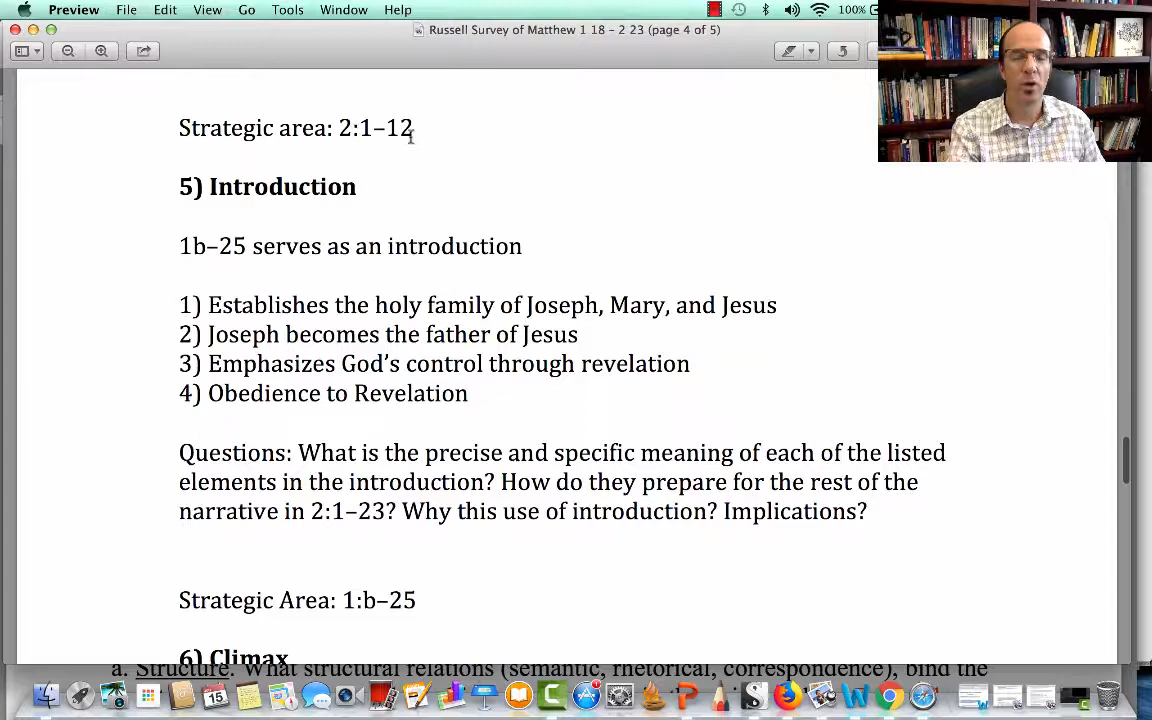 Preview File Edit View Go Tools Window Help 100%
Russell Survey of Matthew 1 18 – 2 23 (page 4 of 5)
Strategic area: 2:1–12
5) Introduction
1b–25 serves as an introduction
1) Establishes the holy family of Joseph, Mary, and Jesus
2) Joseph becomes the father of Jesus
3) Emphasizes God's control through revelation
4) Obedience to Revelation
Questions: What is the precise and specific meaning of each of the listed
elements in the introduction? How do they prepare for the rest of the
narrative in 2:1–23? Why this use of introduction? Implications?
Strategic Area: 1:b–25
6) Climax
a. Structure. What structural relations (semantic, rhetorical, correspondence), bind the